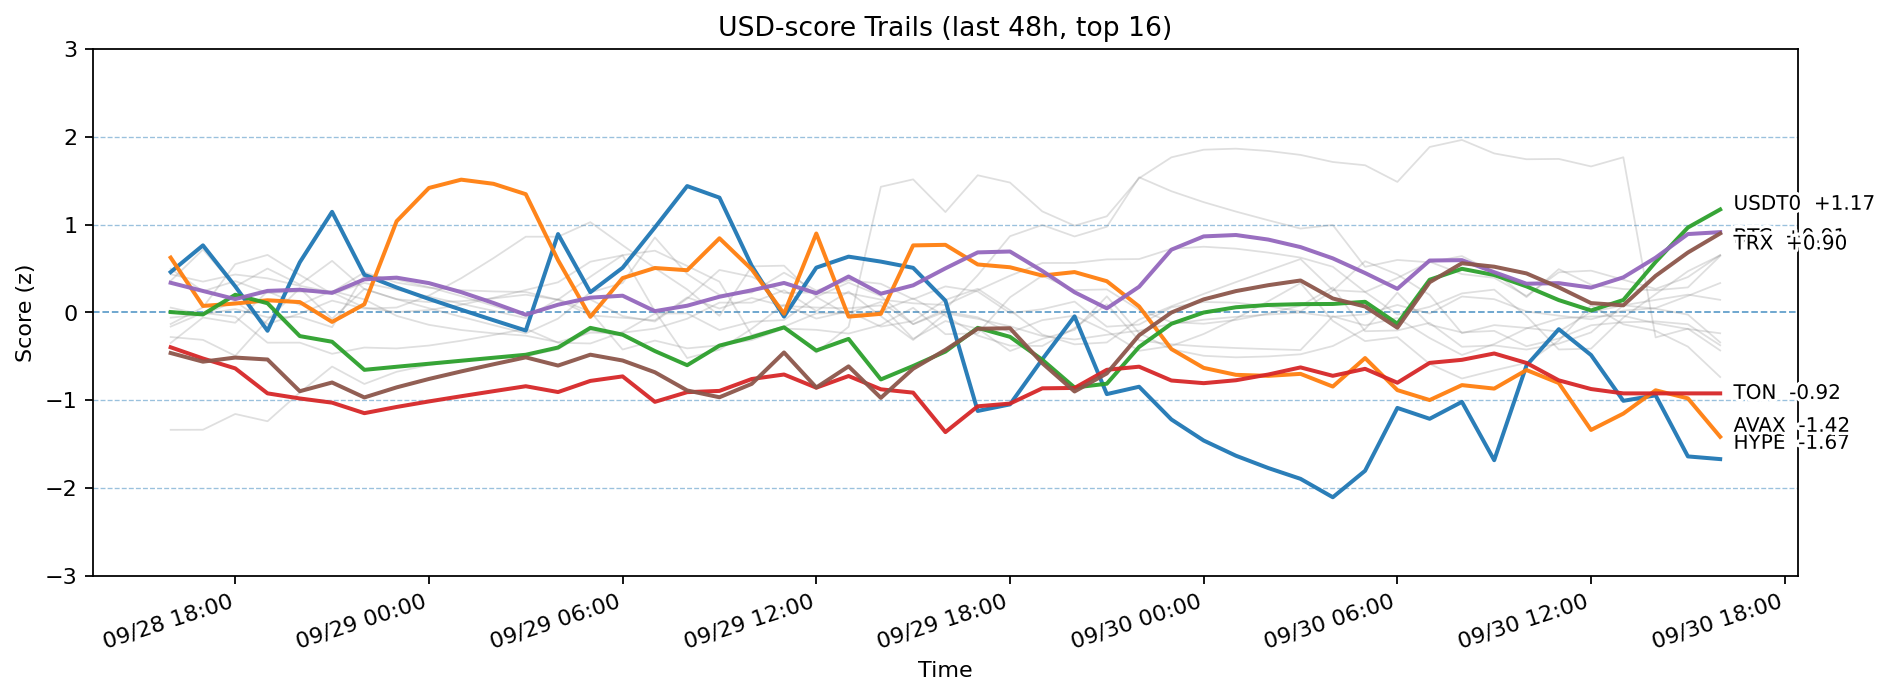 USD-score Trails (last 48h, top 16)
Score (z)
3
2
1
0
−1
−2
−3
USDT0 +1.17
TRX +0.90
TON -0.92
AVAX -1.42
HYPE -1.67
09/28 18:00
09/29 00:00
09/29 06:00
09/29 12:00
09/29 18:00
09/30 00:00
09/30 06:00
09/30 12:00
09/30 18:00
Time